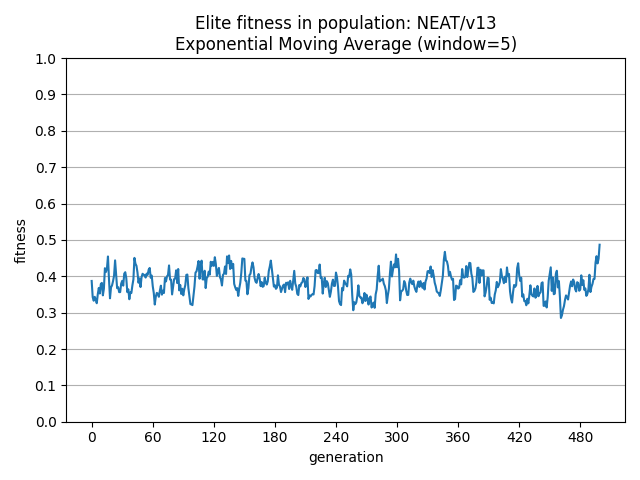 Elite fitness in population: NEAT/v13
Exponential Moving Average (window=5)
1.0
0.9
0.8
0.7
0.6
0.5
0.4
0.3
0.2
0.1
0.0
fitness
0 60 120 180 240 300 360 420 480
generation